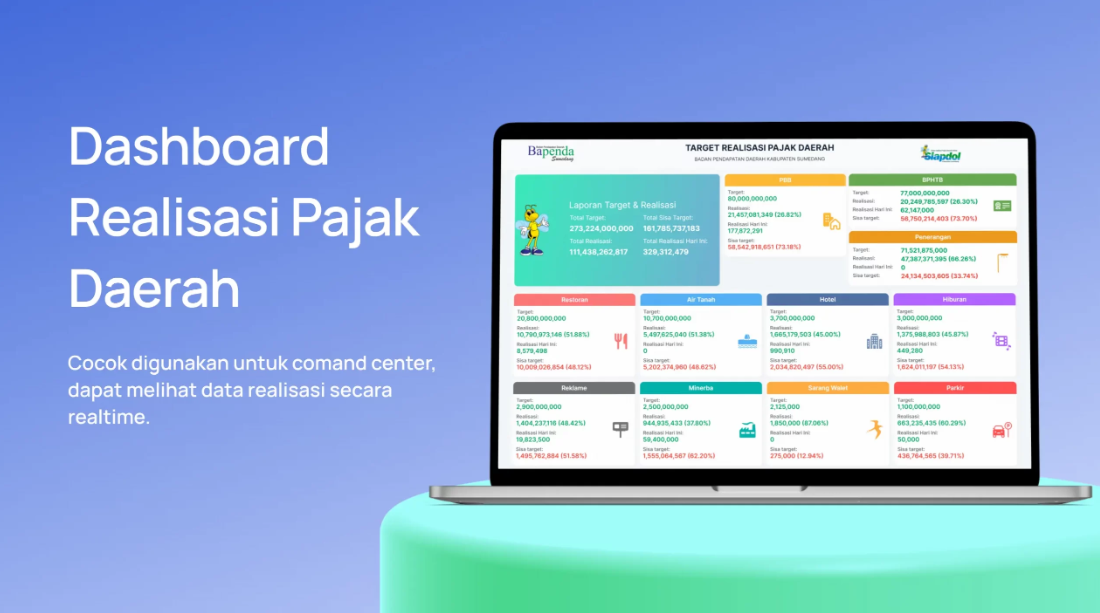 Dashboard
Realisasi Pajak
Daerah
Cocok digunakan untuk comand center,
dapat melihat data realisasi secara
realtime.
Bapenda
Sumedang
TARGET REALISASI PAJAK DAERAH
BADAN PENDAPATAN DAERAH KABUPATEN SUMEDANG
Siapdol
Laporan Target & Realisasi
Total Target:
273,224,000,000
Total Sisa Target:
161,785,737,183
Total Realisasi:
111,438,262,817
Total Realisasi Hari Ini:
329,312,479
PBB
Target:
80,000,000,000
Realisasi:
21,457,081,349 (26.82%)
Realisasi Hari Ini:
177,872,291
Sisa target:
58,542,918,651 (73.18%)
BPHTB
Target: 77,000,000,000
Realisasi: 20,249,785,597 (26.30%)
Realisasi Hari Ini: 62,147,000
Sisa target: 56,750,214,403 (73.70%)
Penerangan
Target: 71,521,875,000
Realisasi: 47,387,371,395 (66.26%)
Realisasi Hari Ini: 0
Sisa target: 24,134,503,605 (33.74%)
Restoran
Target:
20,800,000,000
Realisasi:
10,790,973,146 (51.88%)
Realisasi Hari Ini:
8,579,498
Sisa target:
10,009,026,854 (48.12%)
Air Tanah
Target:
10,700,000,000
Realisasi:
5,497,625,040 (51.38%)
Realisasi Hari Ini:
0
Sisa target:
5,202,374,960 (48.62%)
Hotel
Target:
3,700,000,000
Realisasi:
1,665,179,503 (45.00%)
Realisasi Hari Ini:
990,910
Sisa target:
2,034,820,497 (55.00%)
Hiburan
Target:
3,000,000,000
Realisasi:
1,375,988,803 (45.87%)
Realisasi Hari Ini:
449,280
Sisa target:
1,624,011,197 (54.13%)
Reklame
Target:
2,900,000,000
Realisasi:
1,404,237,116 (48.42%)
Realisasi Hari Ini:
19,823,500
Sisa target:
1,495,762,884 (51.58%)
Minerba
Target:
2,500,000,000
Realisasi:
944,935,433 (37.80%)
Realisasi Hari Ini:
59,400,000
Sisa target:
1,555,064,567 (62.20%)
Sarang Walet
Target:
2,125,000
Realisasi:
1,850,000 (87.06%)
Realisasi Hari Ini:
0
Sisa target:
275,000 (12.94%)
Parkir
Target:
1,100,000,000
Realisasi:
663,235,435 (60.29%)
Realisasi Hari Ini:
50,000
Sisa target:
436,764,565 (39.71%)